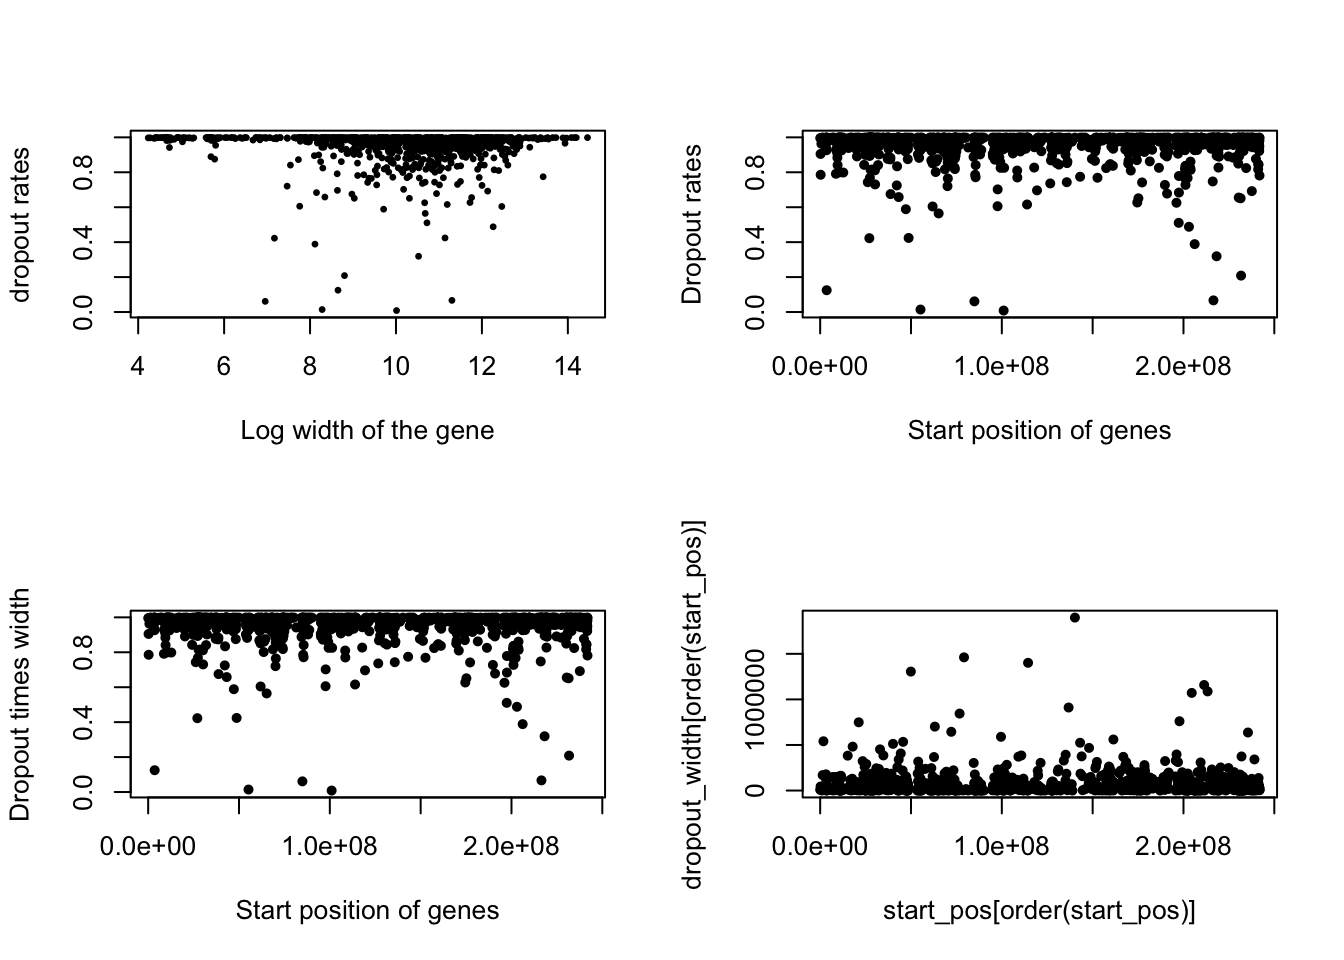 dropout rates
0.0 0.4 0.8
4 6 8 10 12 14
Log width of the gene
Dropout rates
0.0 0.4 0.8
0.0e+00 1.0e+08 2.0e+08
Start position of genes
Dropout times width
0.0 0.4 0.8
0.0e+00 1.0e+08 2.0e+08
Start position of genes
dropout_width[order(start_pos)]
0 1000000
0.0e+00 1.0e+08 2.0e+08
start_pos[order(start_pos)]